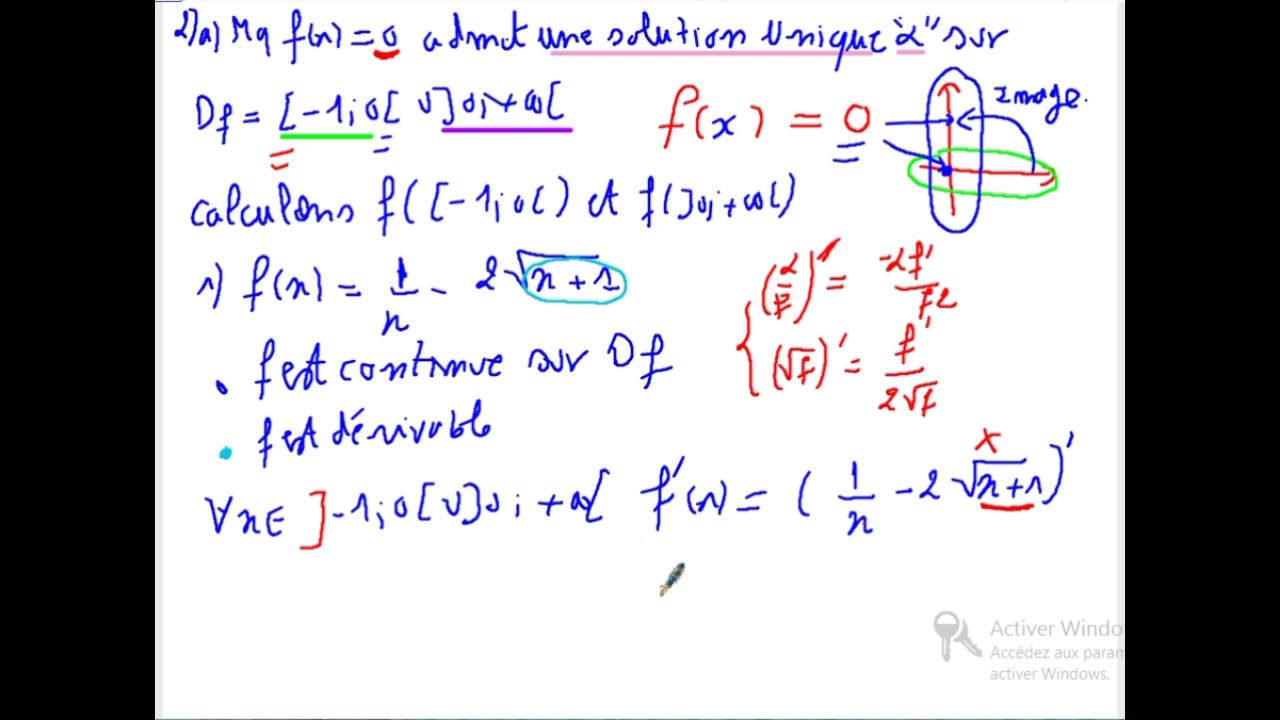 2)a) Mq f(x) = 0 admet une solution unique "α" sur
Df = [-1; 0[ ∪ ]0; +∞[
f(x) = 0
Image.
calculons f([-1; 0[) et f(]0; +∞[)
1) f(x) = 1/x - 2√(x+1)
(α/f)' = -αf'/f²
(√f)' = f'/2√f
• f est continue sur Df
• f est dérivable
x
∀x∈ ]-1; 0[ ∪ ]0; +∞[ f'(x) = (1/x - 2√(x+1))'
Activer Windo
Accédez aux param
activer Windows.